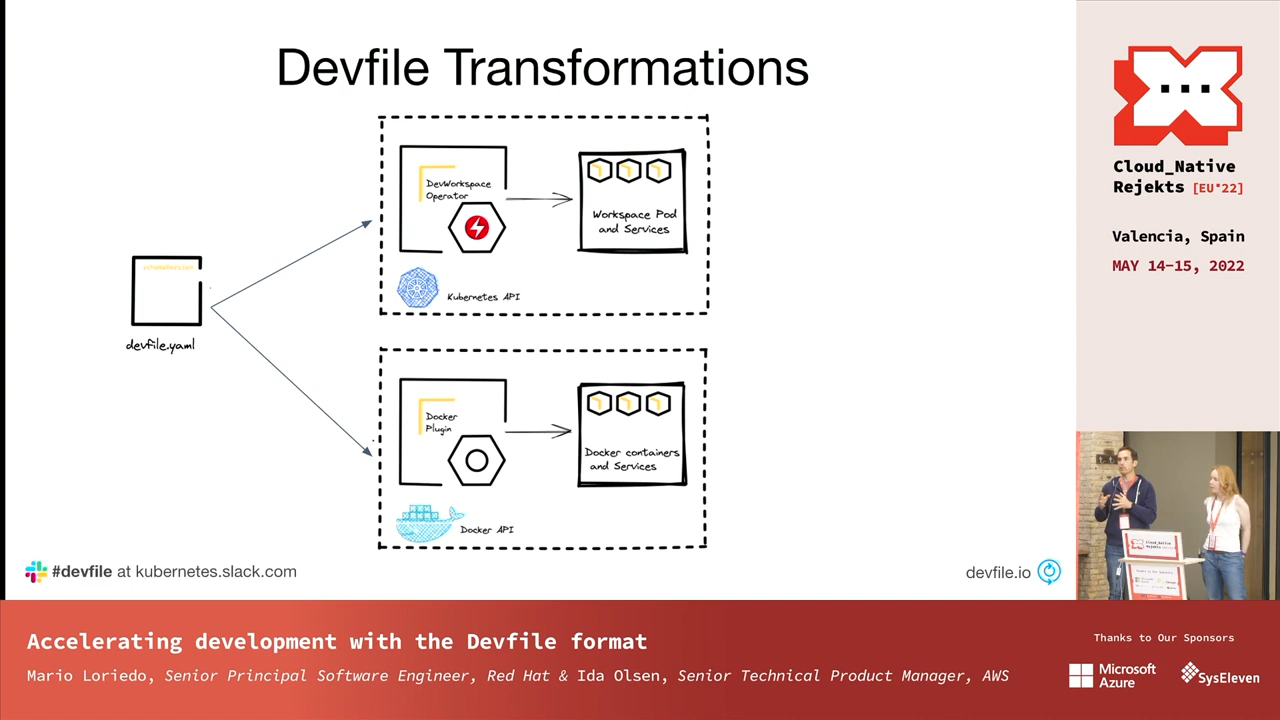 Devfile Transformations
DevWorkspace
Operator
Workspace Pod
and Services
Kubernetes API
devfile.yaml
Docker
Plugin
Docker containers
and Services
Docker API
#devfile at kubernetes.slack.com
devfile.io
Cloud_Native
Rejekts [EU*22]
Valencia, Spain
MAY 14-15, 2022
Cloud_Native
Rejekts
Accelerating development with the Devfile format
Mario Loriedo, Senior Principal Software Engineer, Red Hat & Ida Olsen, Senior Technical Product Manager, AWS
Thanks to Our Sponsors
Microsoft
Azure
SysEleven